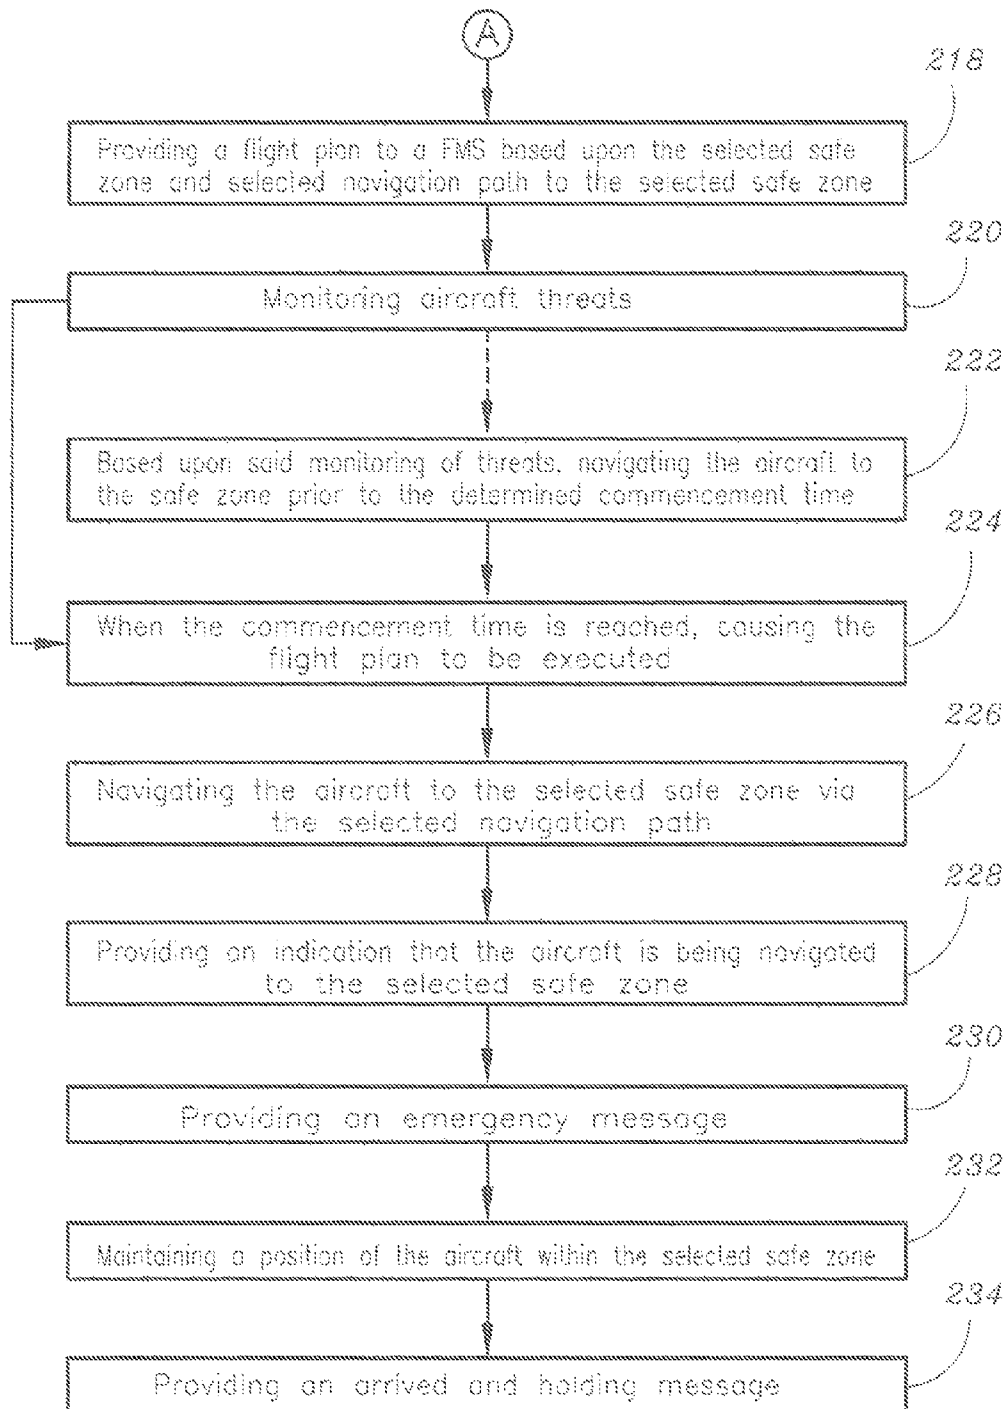 A
218
Providing a flight plan to a FMS based upon the selected safe
zone and selected navigation path to the selected safe zone
220
Monitoring aircraft threats
222
Based upon said monitoring of threats, navigating the aircraft to
the safe zone prior to the determined commencement time
224
When the commencement time is reached, causing the
flight plan to be executed
226
Navigating the aircraft to the selected safe zone via
the selected navigation path
228
Providing an indication that the aircraft is being navigated
to the selected safe zone
230
Providing an emergency message
232
Maintaining a position of the aircraft within the selected safe zone
234
Providing an arrived and holding message